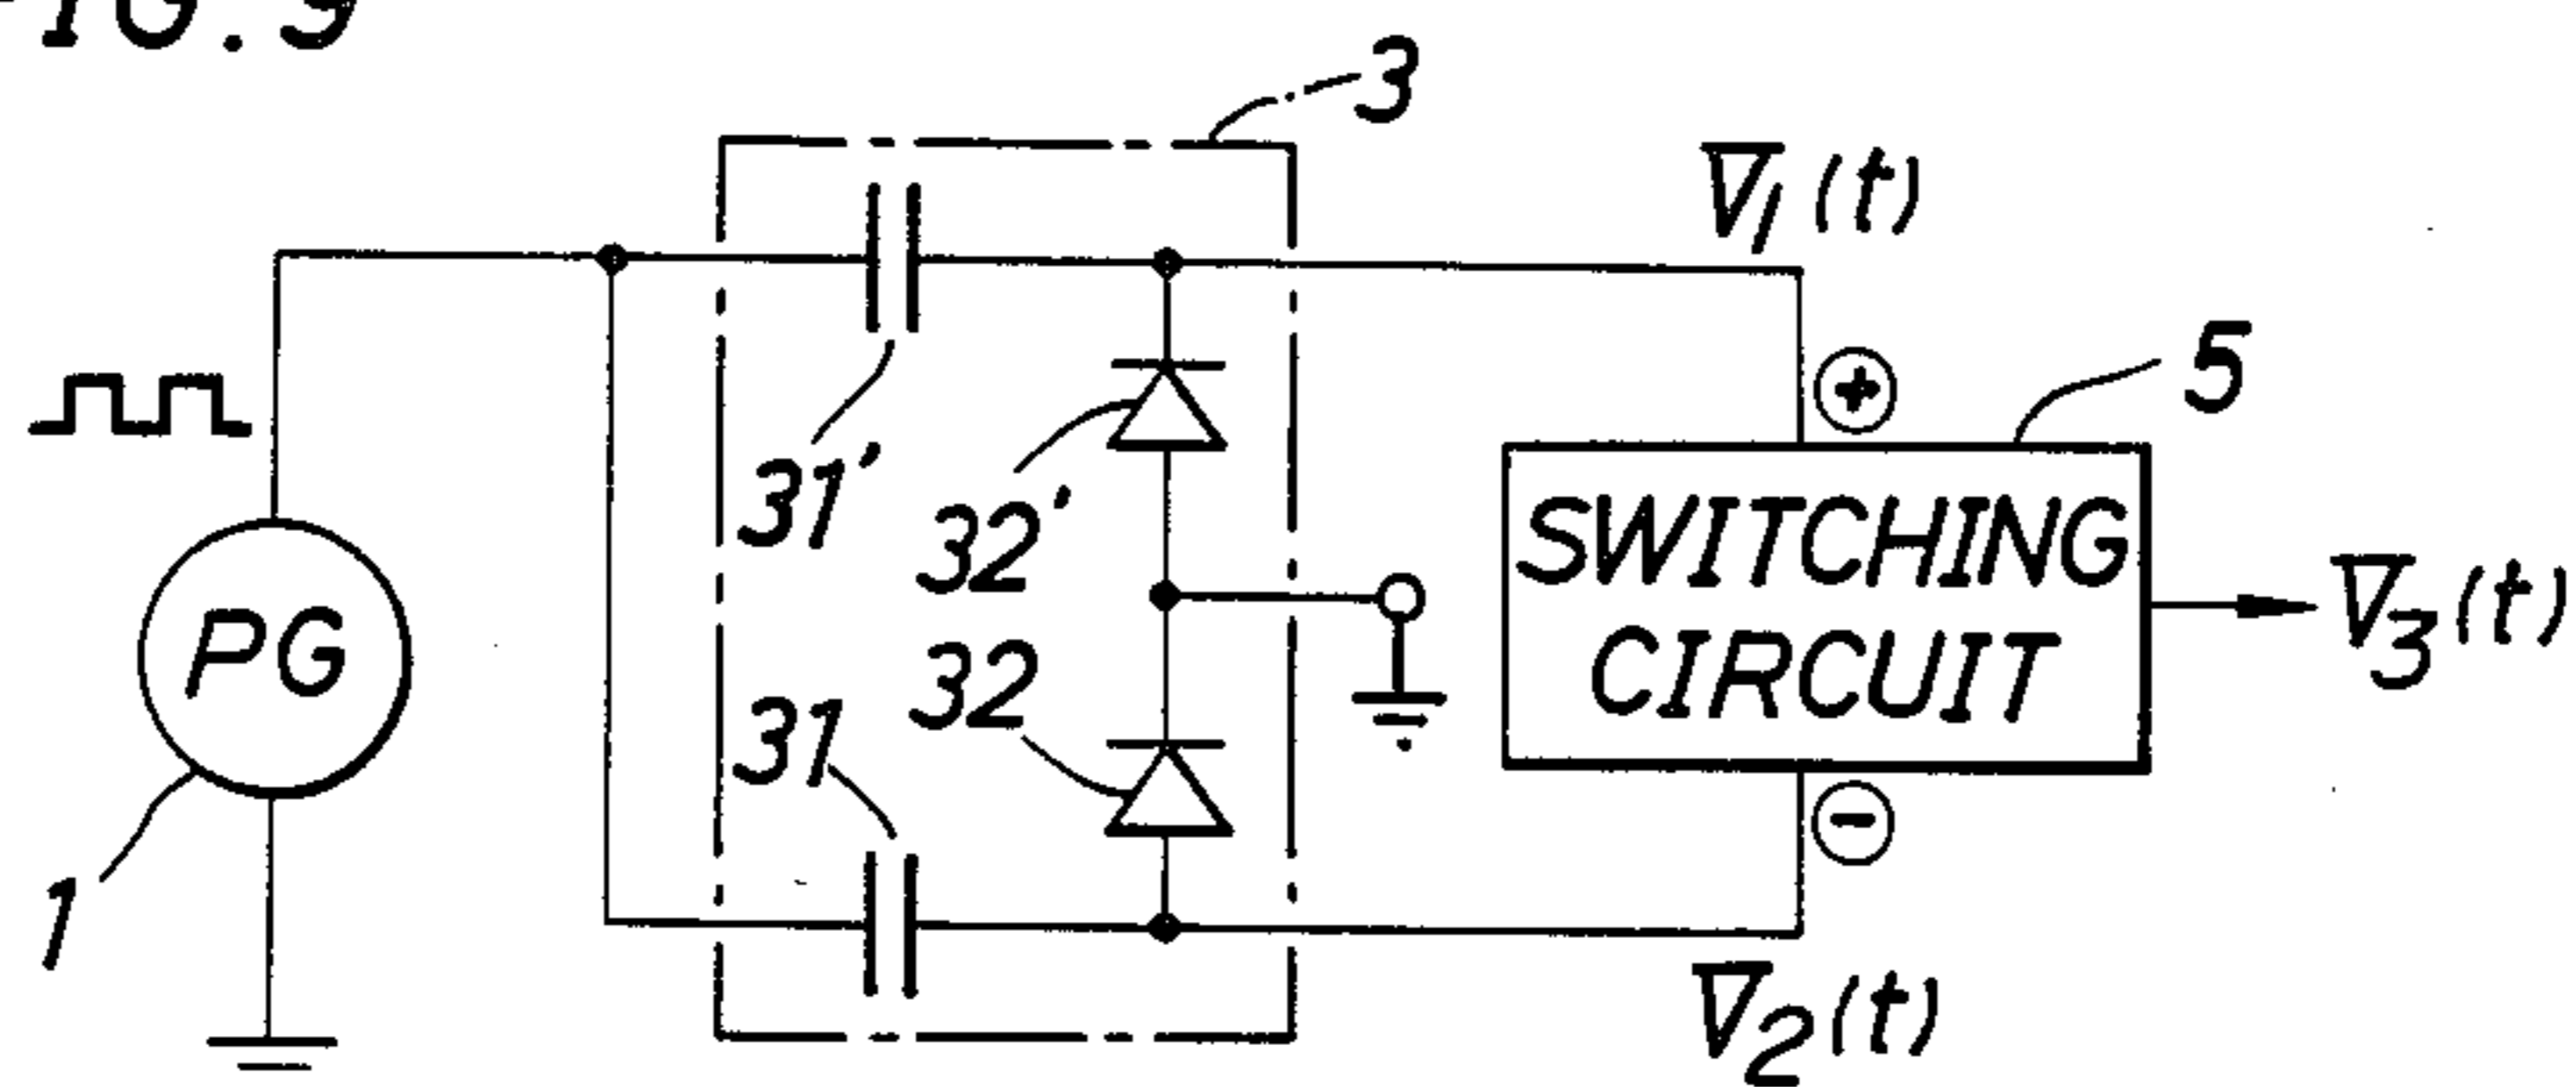 FIG. 9
3
V1(t)
5
31'
32'
SWITCHING
CIRCUIT
V3(t)
PG
32
31
1
V2(t)